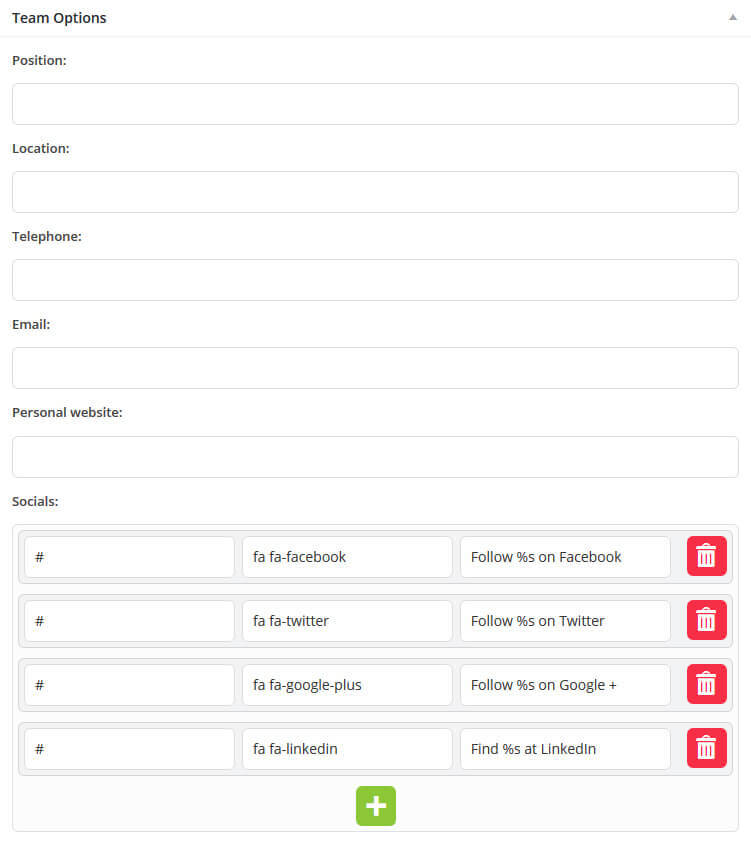 Team Options
Position:
Location:
Telephone:
Email:
Personal website:
Socials:
# fa fa-facebook Follow %s on Facebook
# fa fa-twitter Follow %s on Twitter
# fa fa-google-plus Follow %s on Google +
# fa fa-linkedin Find %s at LinkedIn